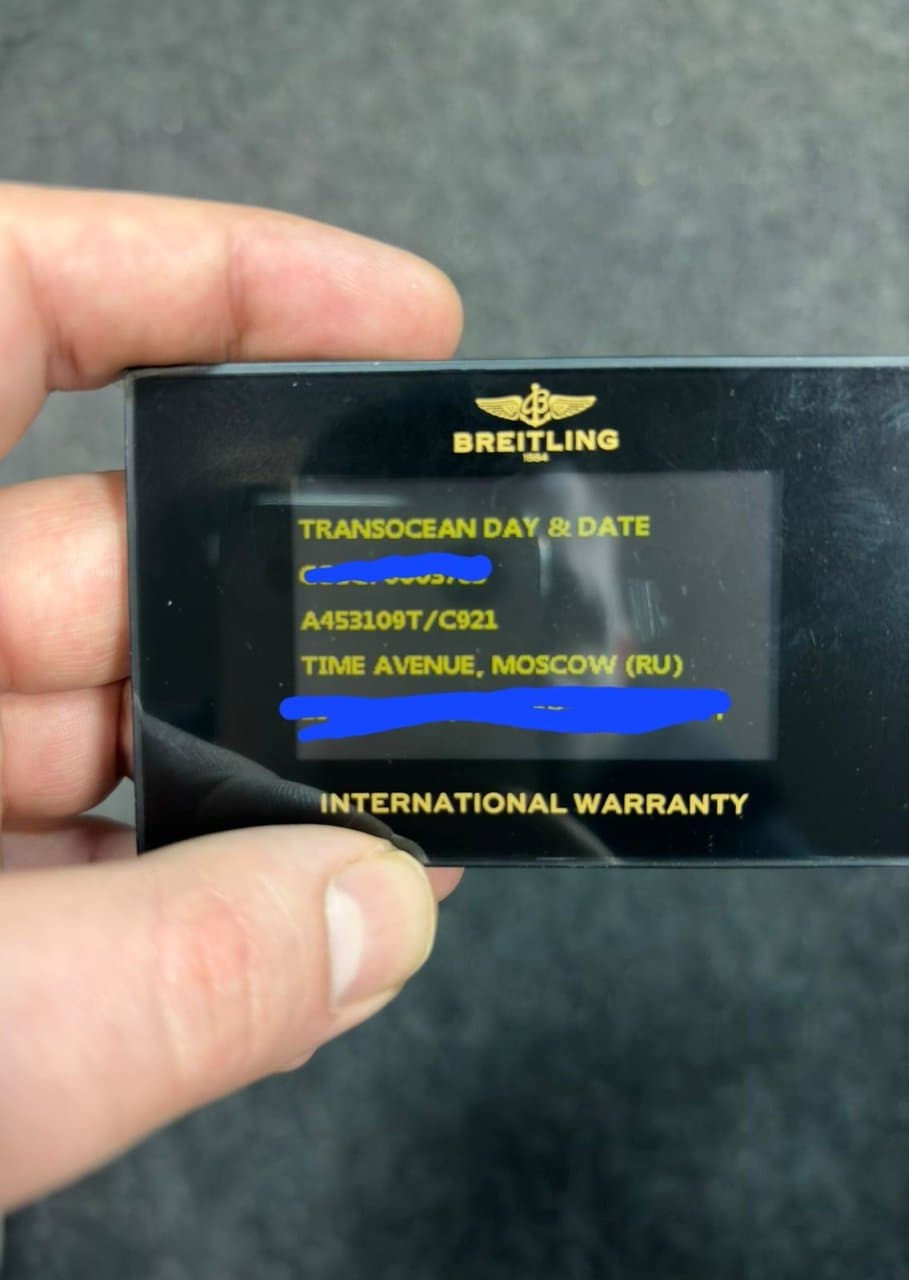 BREITLING
1884
TRANSOCEAN DAY & DATE
A453109T/C921
TIME AVENUE, MOSCOW (RU)
INTERNATIONAL WARRANTY